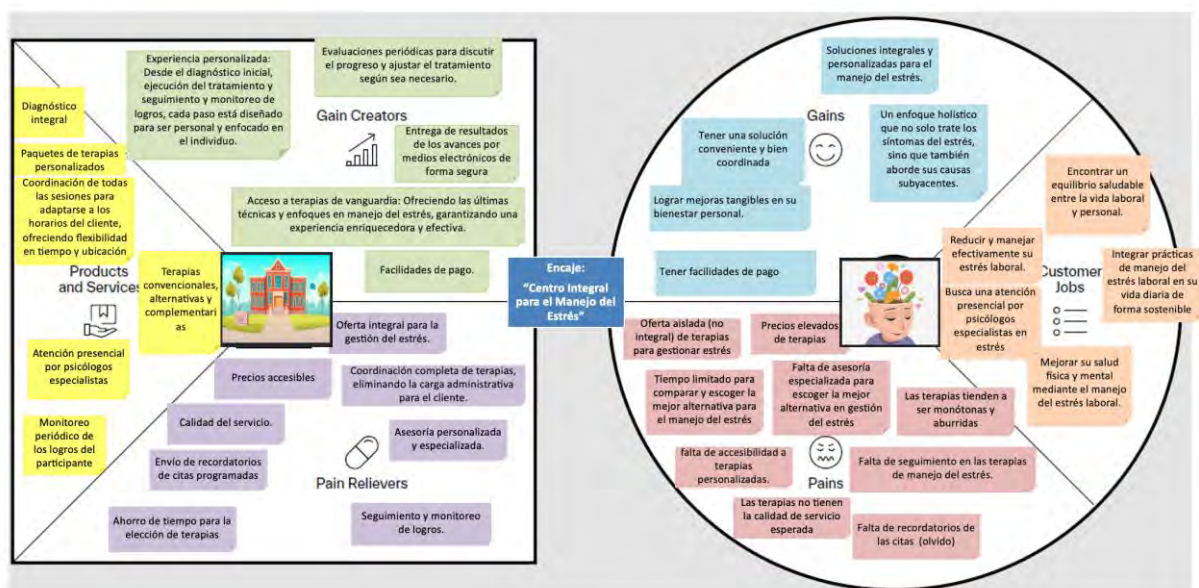 Diagnóstico
integral
Paquetes de terapias
personalizados
Coordinación de todas
las sesiones para
adaptarse a los
horarios del cliente,
ofreciendo flexibilidad
en tiempo y ubicación
Products
and Services
Terapias
convencionales,
alternativas y
complementari
as
Atención presencial
por psicólogos
especialistas
Monitoreo
periódico de
los logros del
participante
Experiencia personalizada:
Desde el diagnóstico inicial,
ejecución del tratamiento y
seguimiento y monitoreo de
logros, cada paso está diseñado
para ser personal y enfocado en
el individuo.
Evaluaciones periódicas para discutir
el progreso y ajustar el tratamiento
según sea necesario.
Gain Creators
Entrega de resultados
de los avances por
medios electrónicos de
forma segura
Acceso a terapias de vanguardia: Ofreciendo las últimas
técnicas y enfoques en manejo del estrés, garantizando una
experiencia enriquecedora y efectiva.
Facilidades de pago.
Oferta integral para la
gestión del estrés.
Precios accesibles
Coordinación completa de terapias,
eliminando la carga administrativa
para el cliente.
Calidad del servicio.
Asesoría personalizada
y especializada.
Envío de recordatorios
de citas programadas
Pain Relievers
Ahorro de tiempo para la
elección de terapias
Seguimiento y monitoreo
de logros.
Encaje:
“Centro Integral
para el Manejo del
Estrés”
Soluciones integrales y
personalizadas para el
manejo del estrés.
Gains
Tener una solución
conveniente y bien
coordinada
Un enfoque holístico
que no solo trate los
síntomas del estrés,
sino que también
aborde sus causas
subyacentes.
Lograr mejoras tangibles en su
bienestar personal.
Tener facilidades de pago
Encontrar un
equilibrio saludable
entre la vida laboral
y personal.
Reducir y manejar
efectivamente su
estrés laboral.
Customer
Jobs
Integrar prácticas
de manejo del
estrés laboral en su
vida diaria de
forma sostenible
Busca una atención
presencial por
psicólogos
especialistas en
estrés
Mejorar su salud
física y mental
mediante el manejo
del estrés laboral.
Oferta aislada (no
integral) de terapias
para gestionar estrés
Precios elevados
de terapias
Tiempo limitado para
comparar y escoger la
mejor alternativa para
el manejo del estrés
Falta de asesoría
especializada para
escoger la mejor
alternativa en gestión
del estrés
Las terapias tienden a
ser monótonas y
aburridas
falta de accesibilidad a
terapias
personalizadas.
Pains
Falta de seguimiento en las terapias
de manejo del estrés.
Las terapias no tienen
la calidad de servicio
esperada
Falta de recordatorios de
las citas (olvido)